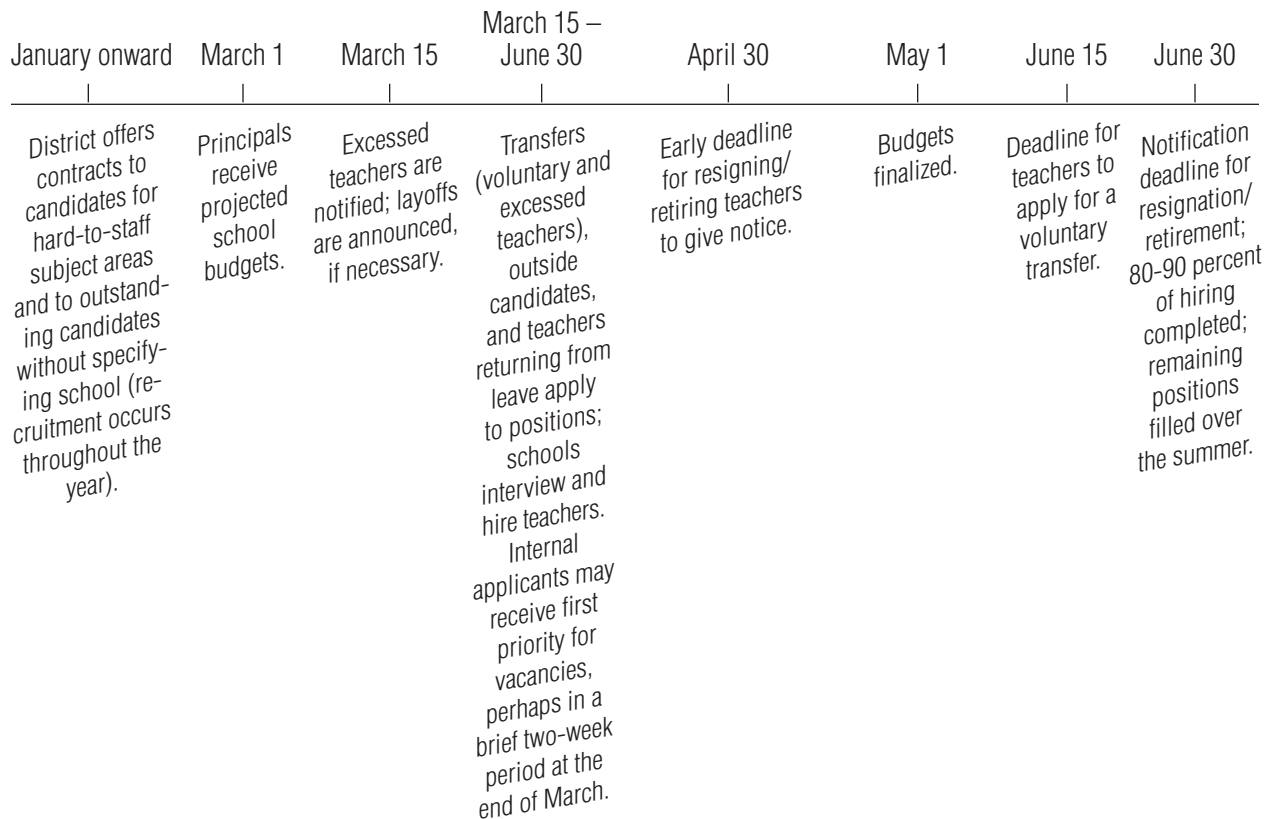 January onward
March 1
March 15
March 15 –
June 30
April 30
May 1
June 15
June 30
District offers
contracts to
candidates for
hard-to-staff
subject areas
and to outstand-
ing candidates
without specify-
ing school (re-
cruitment occurs
throughout the
year).
Principals
receive
projected
school
budgets.
Excessed
teachers are
notified; layoffs
are announced,
if necessary.
Transfers
(voluntary and
excessed
teachers),
outside
candidates,
and teachers
returning from
leave apply
to positions;
schools
interview and
hire teachers.
Internal
applicants may
receive first
priority for
vacancies,
perhaps in a
brief two-week
period at the
end of March.
Early deadline
for resigning/
retiring teachers
to give notice.
Budgets
finalized.
Deadline for
teachers to
apply for a
voluntary
transfer.
Notification
deadline for
resignation/
retirement;
80-90 percent
of hiring
completed;
remaining
positions
filled over
the summer.